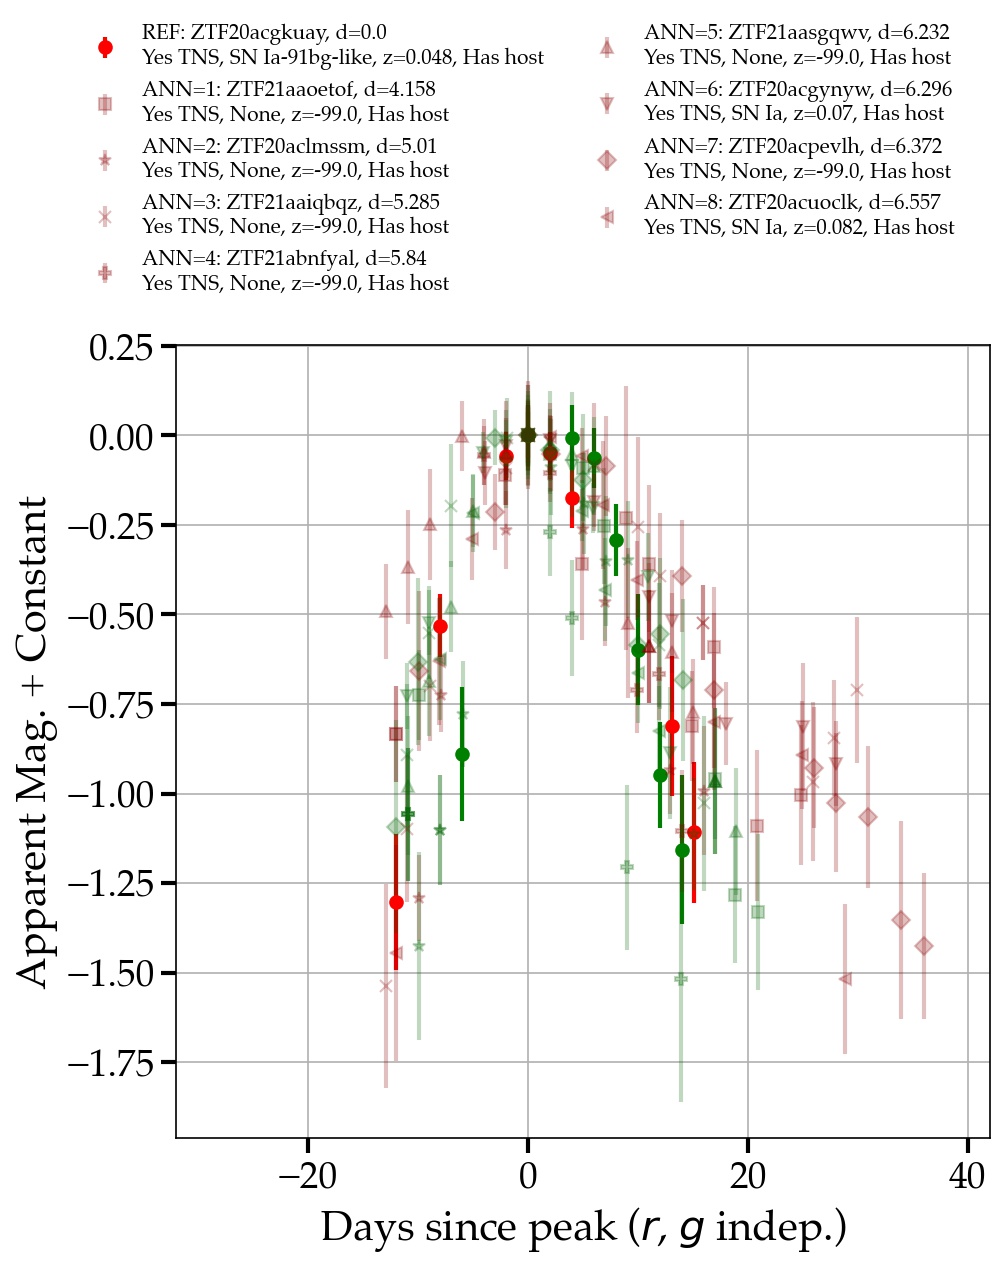 REF: ZTF20acgkuay, d=0.0
Yes TNS, SN Ia-91bg-like, z=0.048, Has host
ANN=1: ZTF21aaoetof, d=4.158
Yes TNS, None, z=-99.0, Has host
ANN=2: ZTF20aclmssm, d=5.01
Yes TNS, None, z=-99.0, Has host
ANN=3: ZTF21aaiqbqz, d=5.285
Yes TNS, None, z=-99.0, Has host
ANN=4: ZTF21abnfyal, d=5.84
Yes TNS, None, z=-99.0, Has host
ANN=5: ZTF21aasgqwv, d=6.232
Yes TNS, None, z=-99.0, Has host
ANN=6: ZTF20acgynyw, d=6.296
Yes TNS, SN Ia, z=0.07, Has host
ANN=7: ZTF20acpevlh, d=6.372
Yes TNS, None, z=-99.0, Has host
ANN=8: ZTF20acuoclk, d=6.557
Yes TNS, SN Ia, z=0.082, Has host
0.25
0.00
−0.25
−0.50
−0.75
−1.00
−1.25
−1.50
−1.75
Apparent Mag. + Constant
−20
0
20
40
Days since peak (r, g indep.)